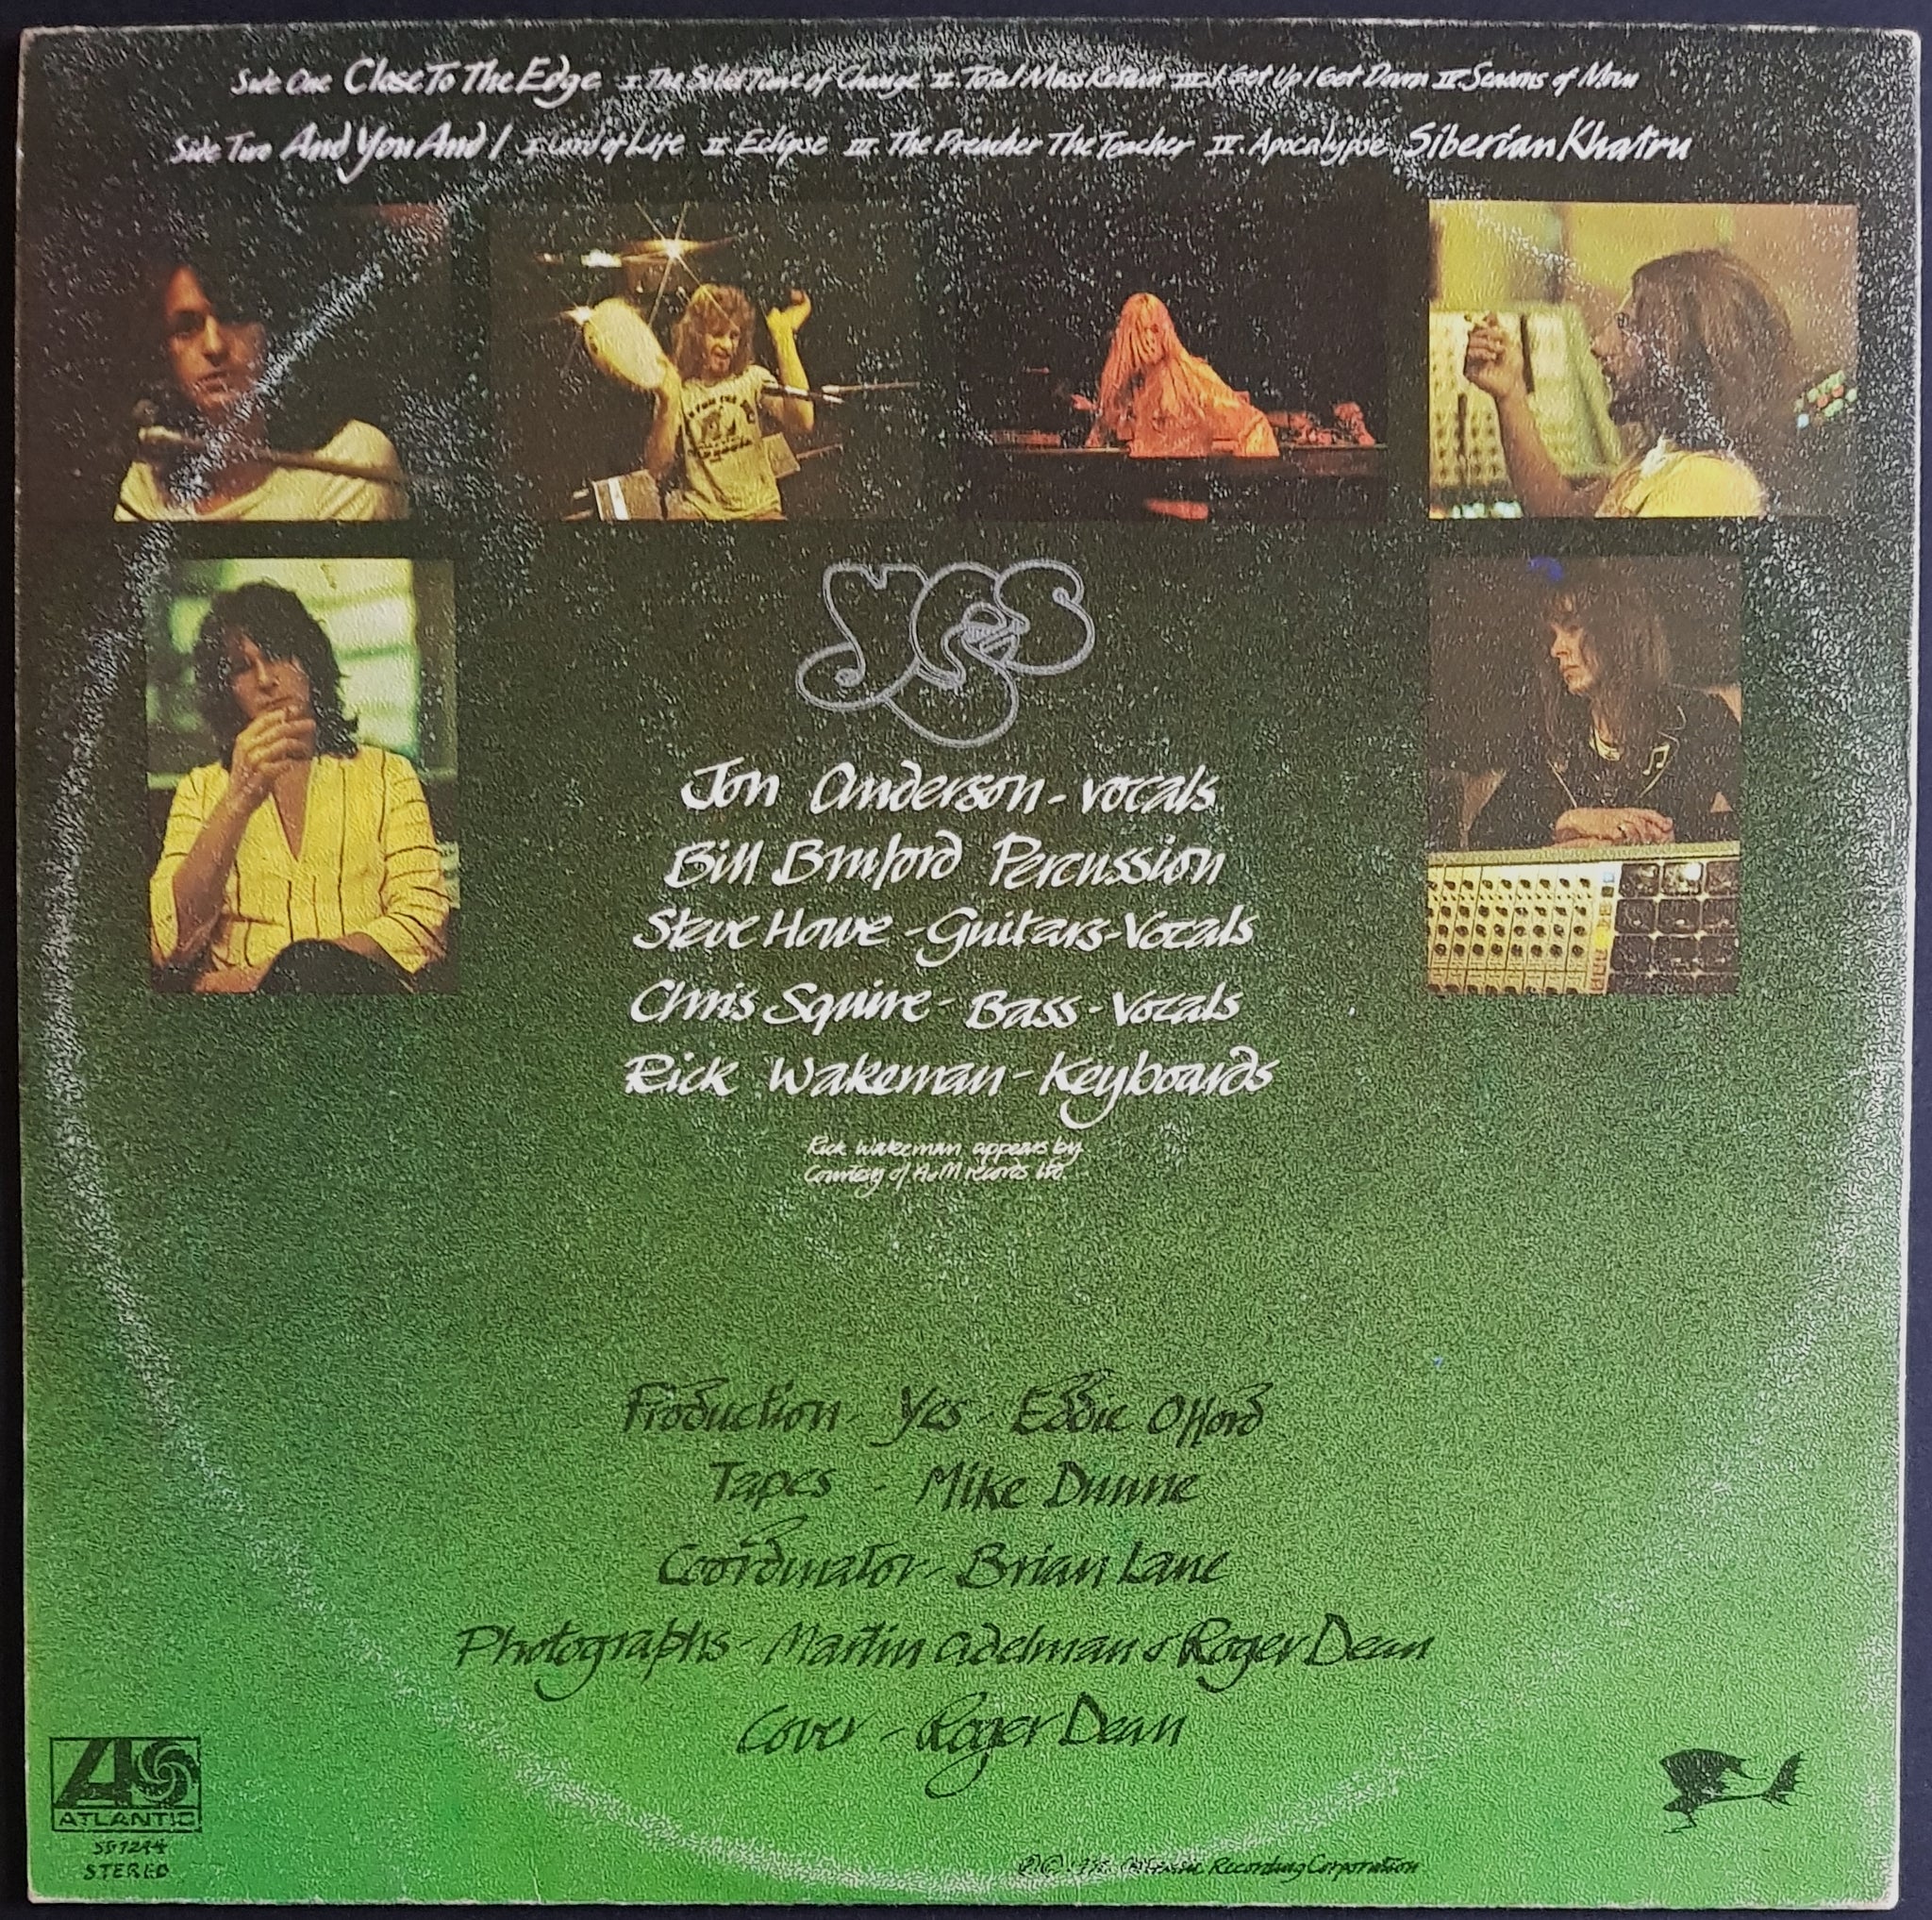 Side One Close To The Edge I. The Solid Time of Change II. Total Mass Retain III. I Get Up I Get Down IV. Seasons of Man
Side Two And You And I I. Cord of Life II. Eclipse III. The Preacher The Teacher IV. Apocalypse Siberian Khatru
yes
Jon Anderson - vocals
Bill Bruford Percussion
Steve Howe - Guitars - Vocals
Chris Squire - Bass - Vocals
Rick Wakeman - Keyboards
Rick Wakeman appears by
Courtesy of A&M records ltd.
Production - Yes - Eddie Offord
Tapes - Mike Dunne
Coordinator - Brian Lane
Photographs - Martin Adelman & Roger Dean
Cover - Roger Dean
ATLANTIC
STEREO
℗© 1972 Atlantic Recording Corporation